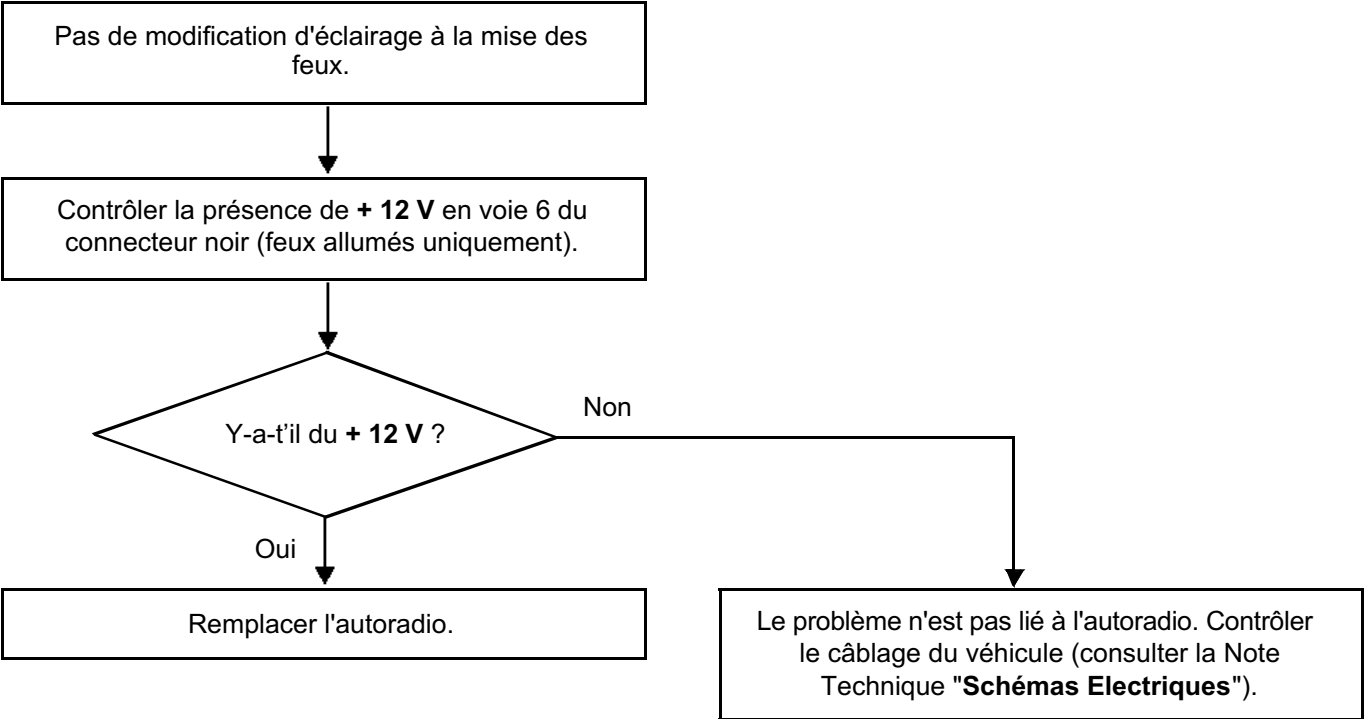 Pas de modification d'éclairage à la mise des
feux.
Contrôler la présence de + 12 V en voie 6 du
connecteur noir (feux allumés uniquement).
Y-a-t'il du + 12 V ?
Non
Oui
Remplacer l'autoradio.
Le problème n'est pas lié à l'autoradio. Contrôler
le câblage du véhicule (consulter la Note
Technique "Schémas Electriques").